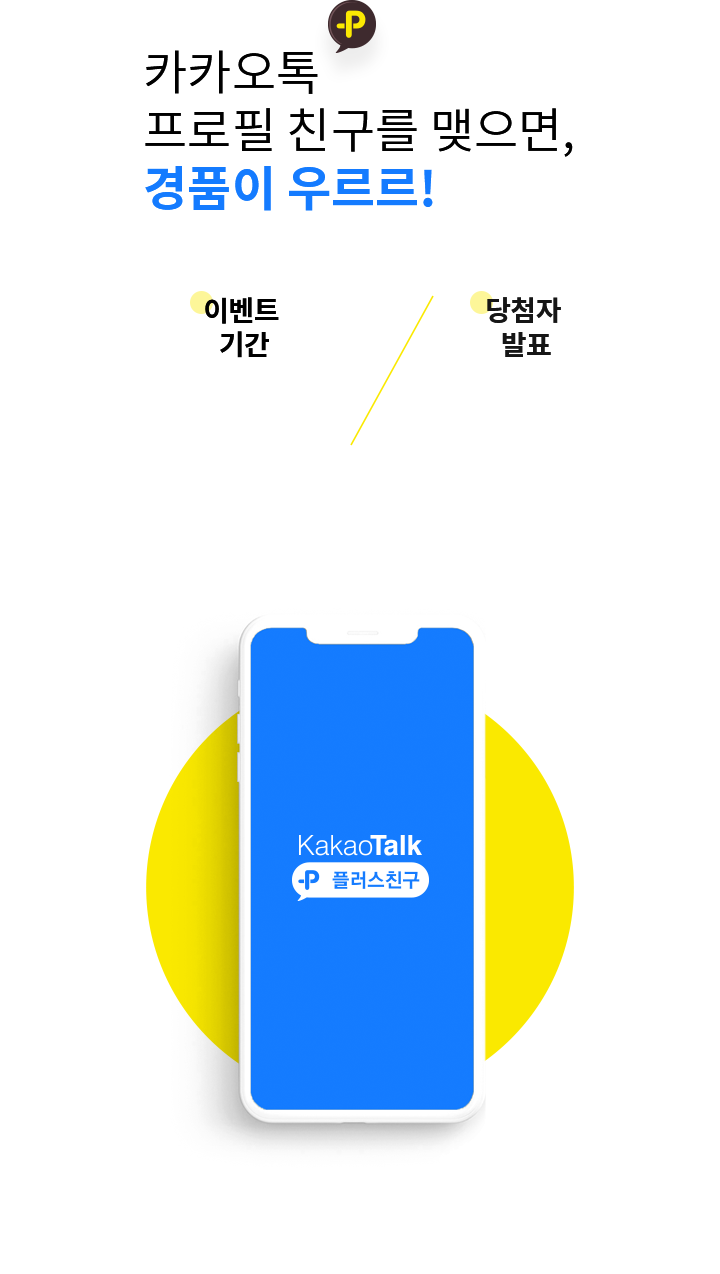 카카오톡
프로필 친구를 맺으면,
경품이 우르르!
이벤트
기간
당첨자
발표
KakaoTalk
플러스친구